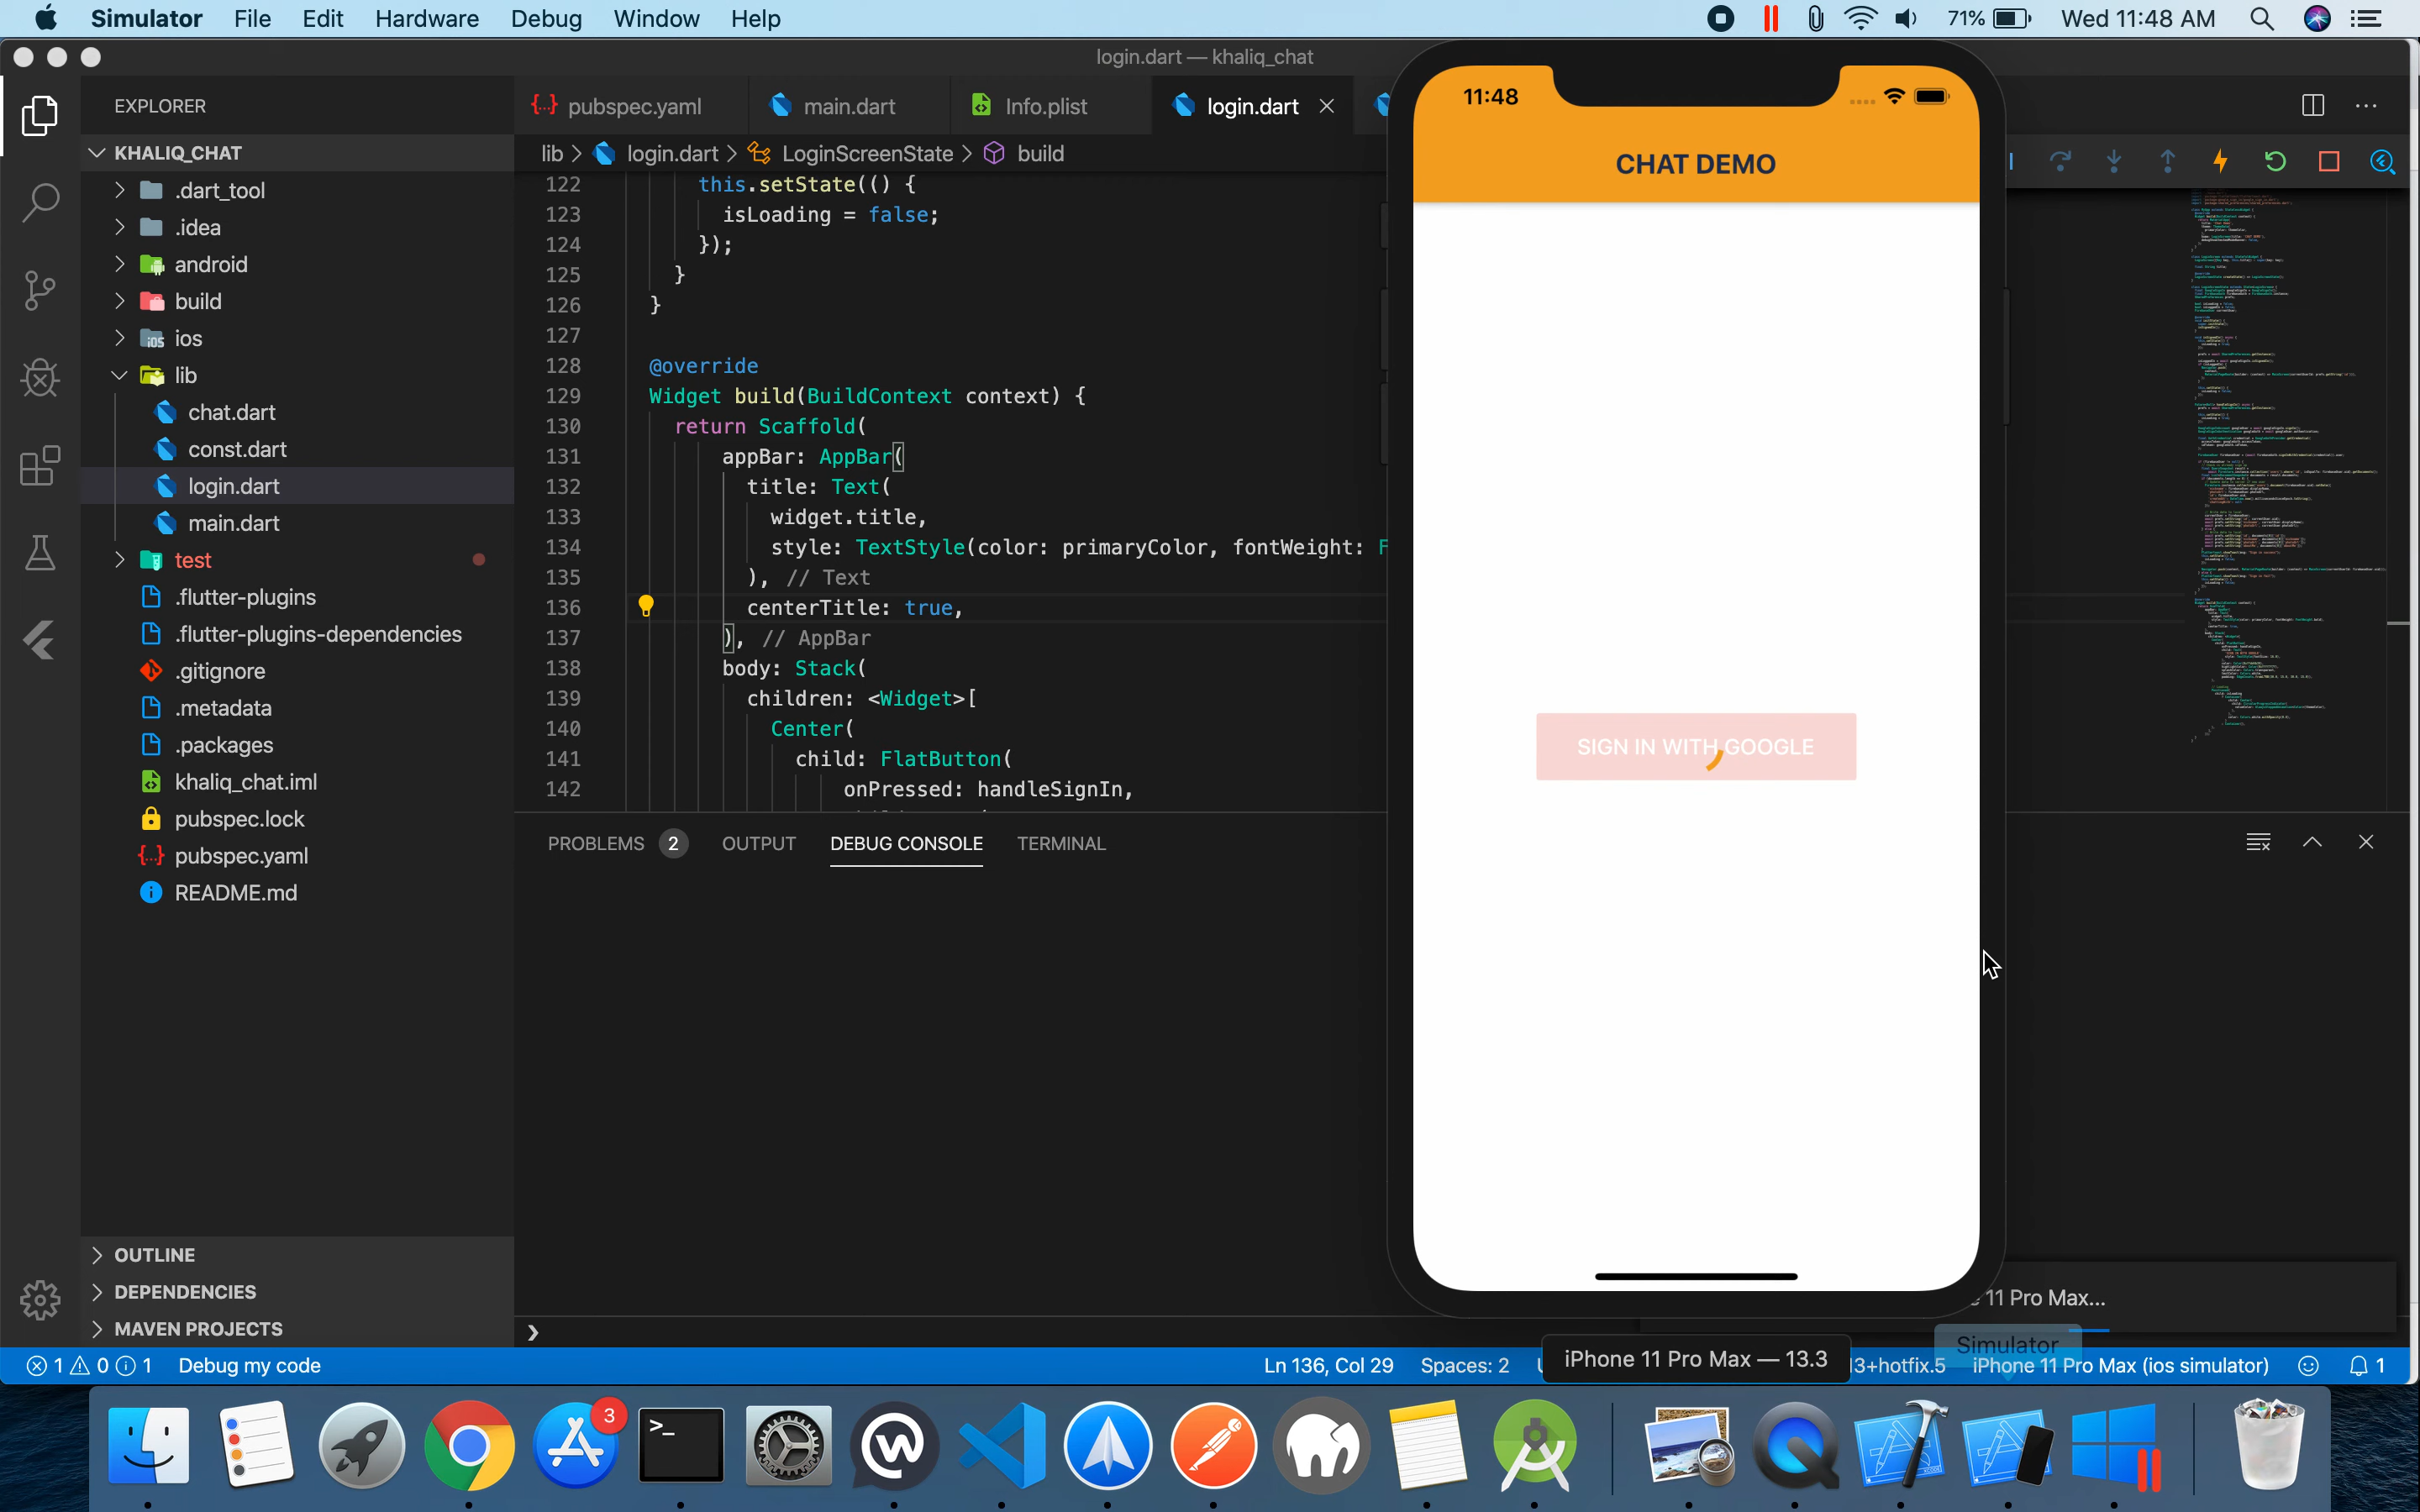 Simulator File Edit Hardware Debug Window Help 71% Wed 11:48 AM
login.dart — khaliq_chat
EXPLORER
pubspec.yaml main.dart Info.plist login.dart
KHALIQ_CHAT
lib > login.dart > LoginScreenState > build
.dart_tool
.idea
android
build
ios
lib
chat.dart
const.dart
login.dart
main.dart
test
.flutter-plugins
.flutter-plugins-dependencies
.gitignore
.metadata
.packages
khaliq_chat.iml
pubspec.lock
pubspec.yaml
README.md
OUTLINE
DEPENDENCIES
MAVEN PROJECTS
122 this.setState(() {
123 isLoading = false;
124 });
125 }
126 }
127
128 @override
129 Widget build(BuildContext context) {
130 return Scaffold(
131 appBar: AppBar(
132 title: Text(
133 widget.title,
134 style: TextStyle(color: primaryColor, fontWeight: F
135 ), // Text
136 centerTitle: true,
137 ), // AppBar
138 body: Stack(
139 children: <Widget>[
140 Center(
141 child: FlatButton(
142 onPressed: handleSignIn,
PROBLEMS 2 OUTPUT DEBUG CONSOLE TERMINAL
11:48
CHAT DEMO
SIGN IN WITH GOOGLE
11 Pro Max...
Simulator
iPhone 11 Pro Max — 13.3
1 0 1 Debug my code Ln 136, Col 29 Spaces: 2 3+hotfix.5 iPhone 11 Pro Max (ios simulator) 1
3